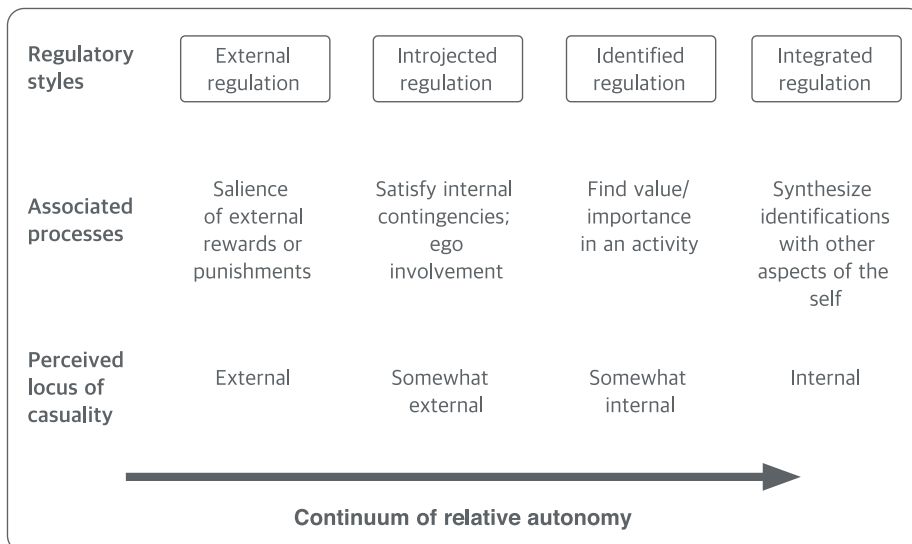 Regulatory
styles
External
regulation
Introjected
regulation
Identified
regulation
Integrated
regulation
Associated
processes
Salience
of external
rewards or
punishments
Satisfy internal
contingencies;
ego
involvement
Find value/
importance
in an activity
Synthesize
identifications
with other
aspects of the
self
Perceived
locus of
casuality
External
Somewhat
external
Somewhat
internal
Internal
Continuum of relative autonomy